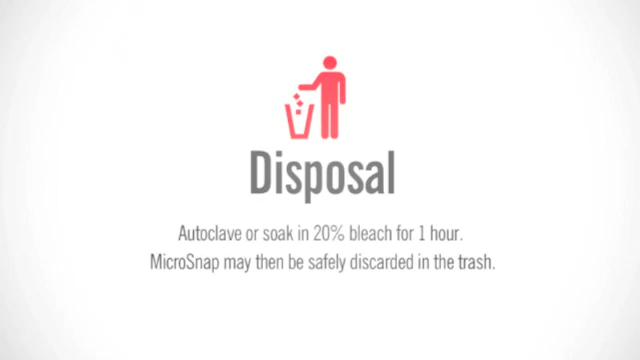 Disposal
Autoclave or soak in 20% bleach for 1 hour.
MicroSnap may then be safely discarded in the trash.